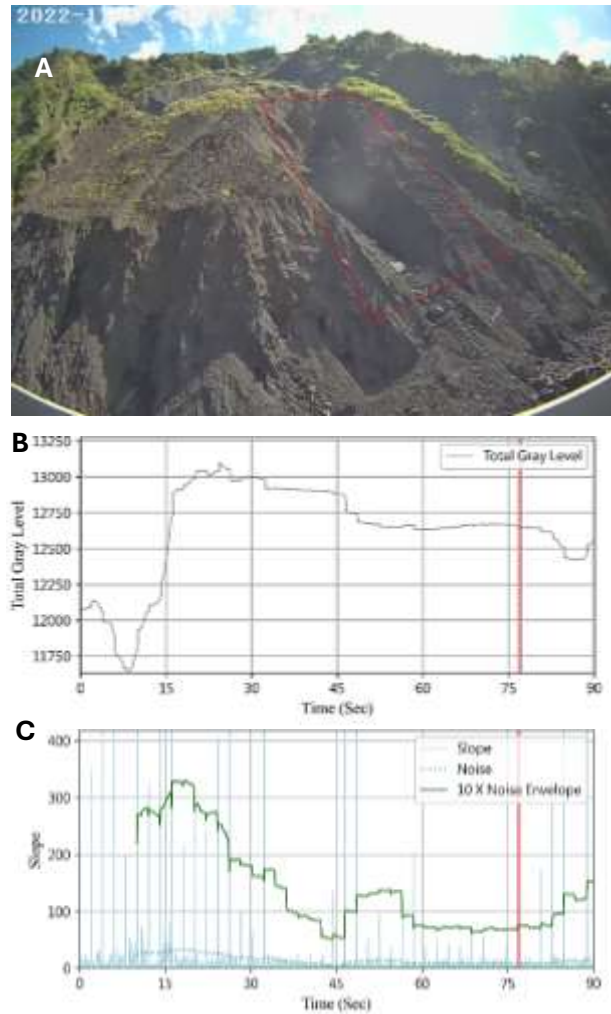 2022-1
A
B
Total Gray Level
13250
13000
12750
12500
12250
12000
11750
Total Gray Level
0 15 30 45 60 75 90
Time (Sec)
C
Slope
Noise
10 X Noise Envelope
400
300
200
100
0
Slope
0 15 30 45 60 75 90
Time (Sec)